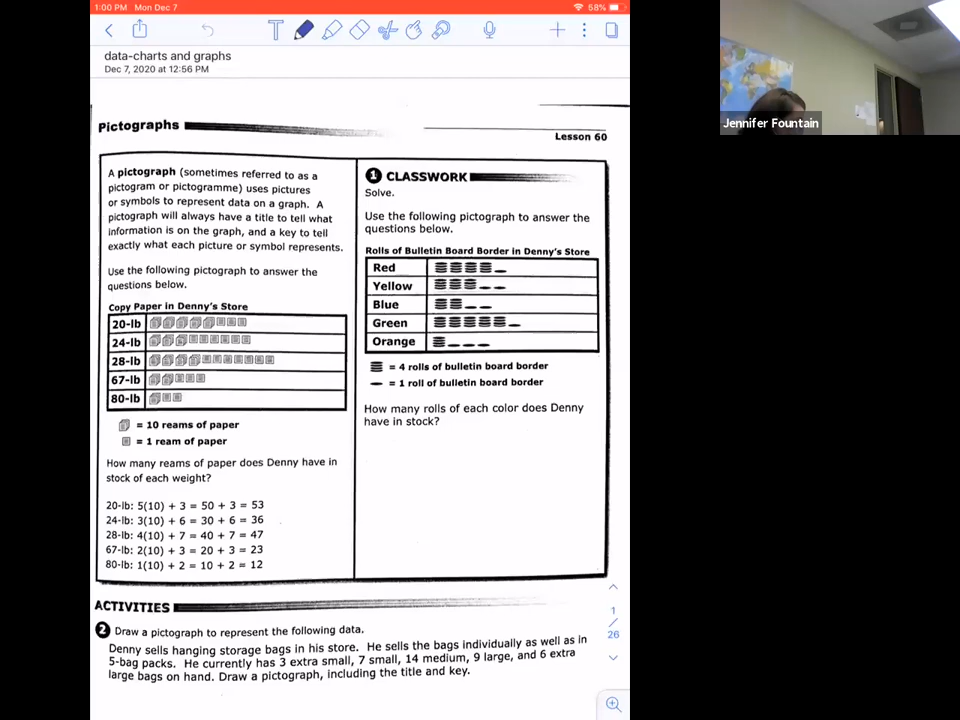 1:00 PM Mon Dec 7
58%
data-charts and graphs
Dec 7, 2020 at 12:56 PM
Jennifer Fountain
Pictographs
Lesson 60
A pictograph (sometimes referred to as a
pictogram or pictogramme) uses pictures
or symbols to represent data on a graph. A
pictograph will always have a title to tell what
information is on the graph, and a key to tell
exactly what each picture or symbol represents.
Use the following pictograph to answer the
questions below.
Copy Paper in Denny's Store
20-lb
24-lb
28-lb
67-lb
80-lb
= 10 reams of paper
= 1 ream of paper
How many reams of paper does Denny have in
stock of each weight?
20-lb: 5(10) + 3 = 50 + 3 = 53
24-lb: 3(10) + 6 = 30 + 6 = 36
28-lb: 4(10) + 7 = 40 + 7 = 47
67-lb: 2(10) + 3 = 20 + 3 = 23
80-lb: 1(10) + 2 = 10 + 2 = 12
1 CLASSWORK
Solve.
Use the following pictograph to answer the
questions below.
Rolls of Bulletin Board Border in Denny's Store
Red
Yellow
Blue
Green
Orange
= 4 rolls of bulletin board border
= 1 roll of bulletin board border
How many rolls of each color does Denny
have in stock?
ACTIVITIES
2 Draw a pictograph to represent the following data.
Denny sells hanging storage bags in his store. He sells the bags individually as well as in
5-bag packs. He currently has 3 extra small, 7 small, 14 medium, 9 large, and 6 extra
large bags on hand. Draw a pictograph, including the title and key.
1
/
26